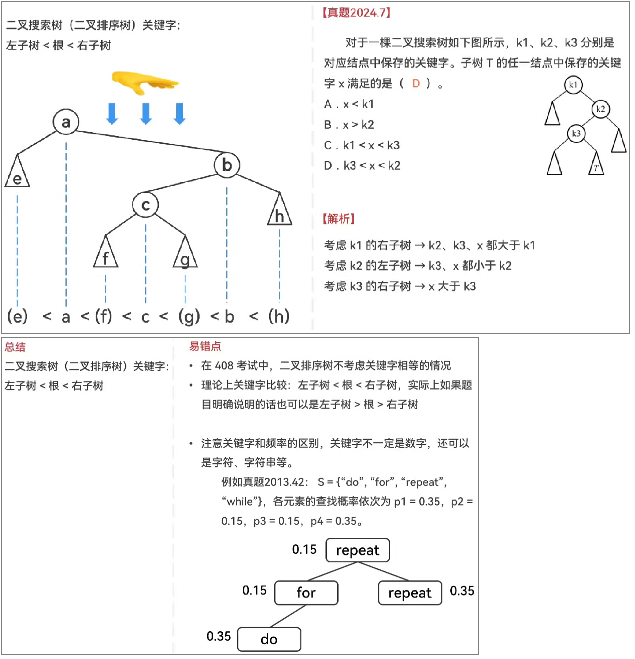 二叉搜索树（二叉排序树）关键字：
左子树 < 根 < 右子树
a
e
b
c
h
f
g
(e) < a < (f) < c < (g) < b < (h)
【真题2024.7】
对于一棵二叉搜索树如下图所示，k1、k2、k3 分别是
对应结点中保存的关键字。子树 T 的任一结点中保存的关键
字 x 满足的是（ D ）。
A. x < k1
B. x > k2
C. k1 < x < k3
D. k3 < x < k2
k1
k2
k3
T
【解析】
考虑 k1 的右子树 → k2、k3、x 都大于 k1
考虑 k2 的左子树 → k3、x 都小于 k2
考虑 k3 的右子树 → x 大于 k3
总结
二叉搜索树（二叉排序树）关键字：
左子树 < 根 < 右子树
易错点
• 在 408 考试中，二叉排序树不考虑关键字相等的情况
• 理论上关键字比较：左子树 < 根 < 右子树，实际上如果题
目明确说明的话也可以是左子树 > 根 > 右子树
• 注意关键字和频率的区别，关键字不一定是数字，还可以
是字符、字符串等。
例如真题2013.42： S = {“do”, “for”, “repeat”,
“while”}，各元素的查找概率依次为 p1 = 0.35，p2 =
0.15，p3 = 0.15，p4 = 0.35。
0.15 repeat
0.15 for repeat 0.35
0.35 do